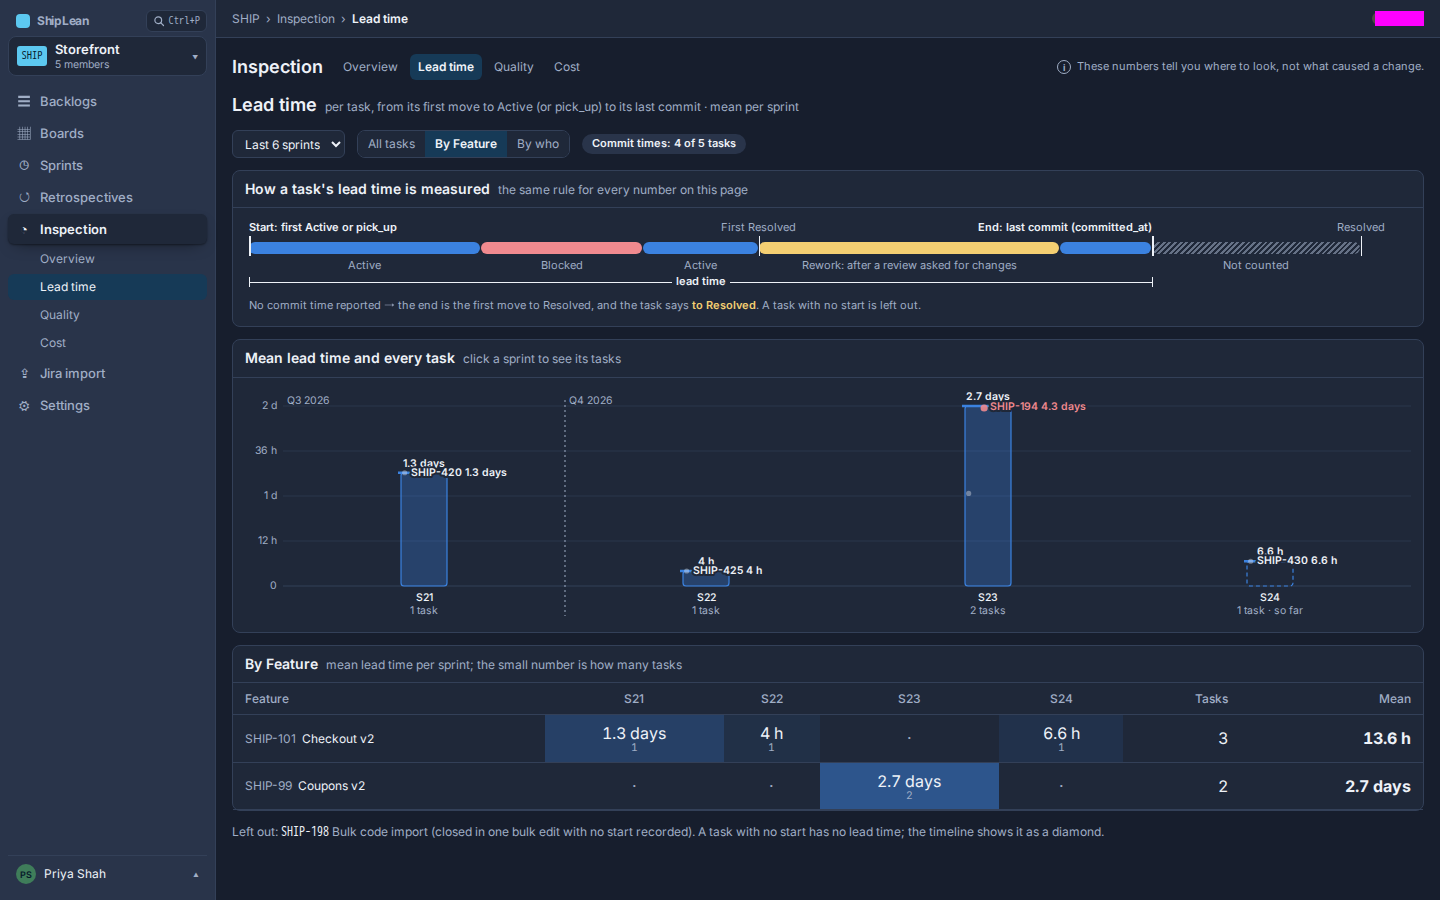 ShipLean
Ctrl+P
SHIP
Storefront
5 members
Backlogs
Boards
Sprints
Retrospectives
Inspection
Overview
Lead time
Quality
Cost
Jira import
Settings
PS Priya Shah
SHIP › Inspection › Lead time
Inspection Overview Lead time Quality Cost
These numbers tell you where to look, not what caused a change.
Lead time per task, from its first move to Active (or pick_up) to its last commit · mean per sprint
Last 6 sprints All tasks By Feature By who Commit times: 4 of 5 tasks
How a task's lead time is measured the same rule for every number on this page
Start: first Active or pick_up First Resolved End: last commit (committed_at) Resolved
Active Blocked Active Rework: after a review asked for changes Not counted
lead time
No commit time reported → the end is the first move to Resolved, and the task says to Resolved. A task with no start is left out.
Mean lead time and every task click a sprint to see its tasks
Q3 2026 Q4 2026
2 d
36 h
1 d
12 h
0
1.3 days
SHIP-420 1.3 days
4 h
SHIP-425 4 h
2.7 days
SHIP-194 4.3 days
6.6 h
SHIP-430 6.6 h
S21 S22 S23 S24
1 task 1 task 2 tasks 1 task · so far
By Feature mean lead time per sprint; the small number is how many tasks
Feature S21 S22 S23 S24 Tasks Mean
SHIP-101 Checkout v2 1.3 days 4 h · 6.6 h 3 13.6 h
1 1 1
SHIP-99 Coupons v2 · · 2.7 days · 2 2.7 days
2
Left out: SHIP-198 Bulk code import (closed in one bulk edit with no start recorded). A task with no start has no lead time; the timeline shows it as a diamond.